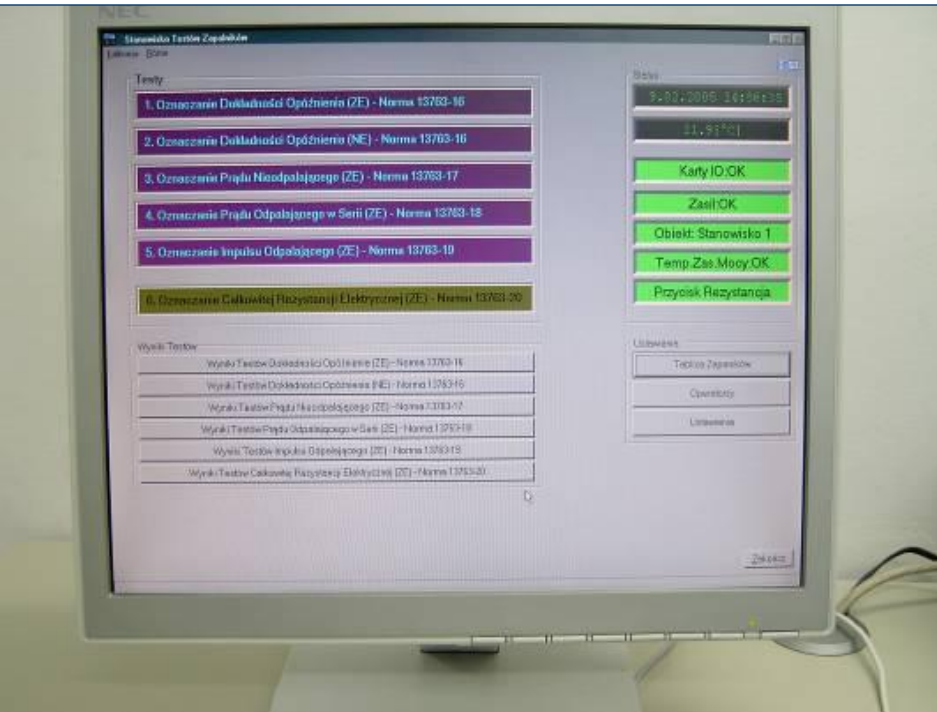 NEC
Stanowisko Testów Zapalników
Testy
1. Oznaczanie Dokładności Opóźnienia (ZE) - Norma 13763-16
2. Oznaczanie Dokładności Opóźnienia (NE) - Norma 13763-16
3. Oznaczanie Prądu Nieodpalającego (ZE) - Norma 13763-17
4. Oznaczanie Prądu Odpalającego w Serii (ZE) - Norma 13763-18
5. Oznaczanie Impulsu Odpalającego (ZE) - Norma 13763-19
6. Oznaczanie Całkowitej Rezystancji Elektrycznej (ZE) - Norma 13763-20
Wyniki Testów
Wyniki Testów Dokładności Opóźnienia (ZE) - Norma 13763-16
Wyniki Testów Dokładności Opóźnienia (NE) - Norma 13763-16
Wyniki Testów Prądu Nieodpalającego (ZE) - Norma 13763-17
Wyniki Testów Prądu Odpalającego w Serii (ZE) - Norma 13763-18
Wyniki Testów Impulsu Odpalającego (ZE) - Norma 13763-19
Wyniki Testów Całkowitej Rezystancji Elektrycznej (ZE) - Norma 13763-20
Status
9.02.2005
Karty IO:OK
Zasil:OK
Obiekt: Stanowisko 1
Temp.Zas.Mocy:OK
Przycisk Rezystancja
Ustawienia
Tablica Zapalników
Operatorzy
Ustawienia
Zakończ